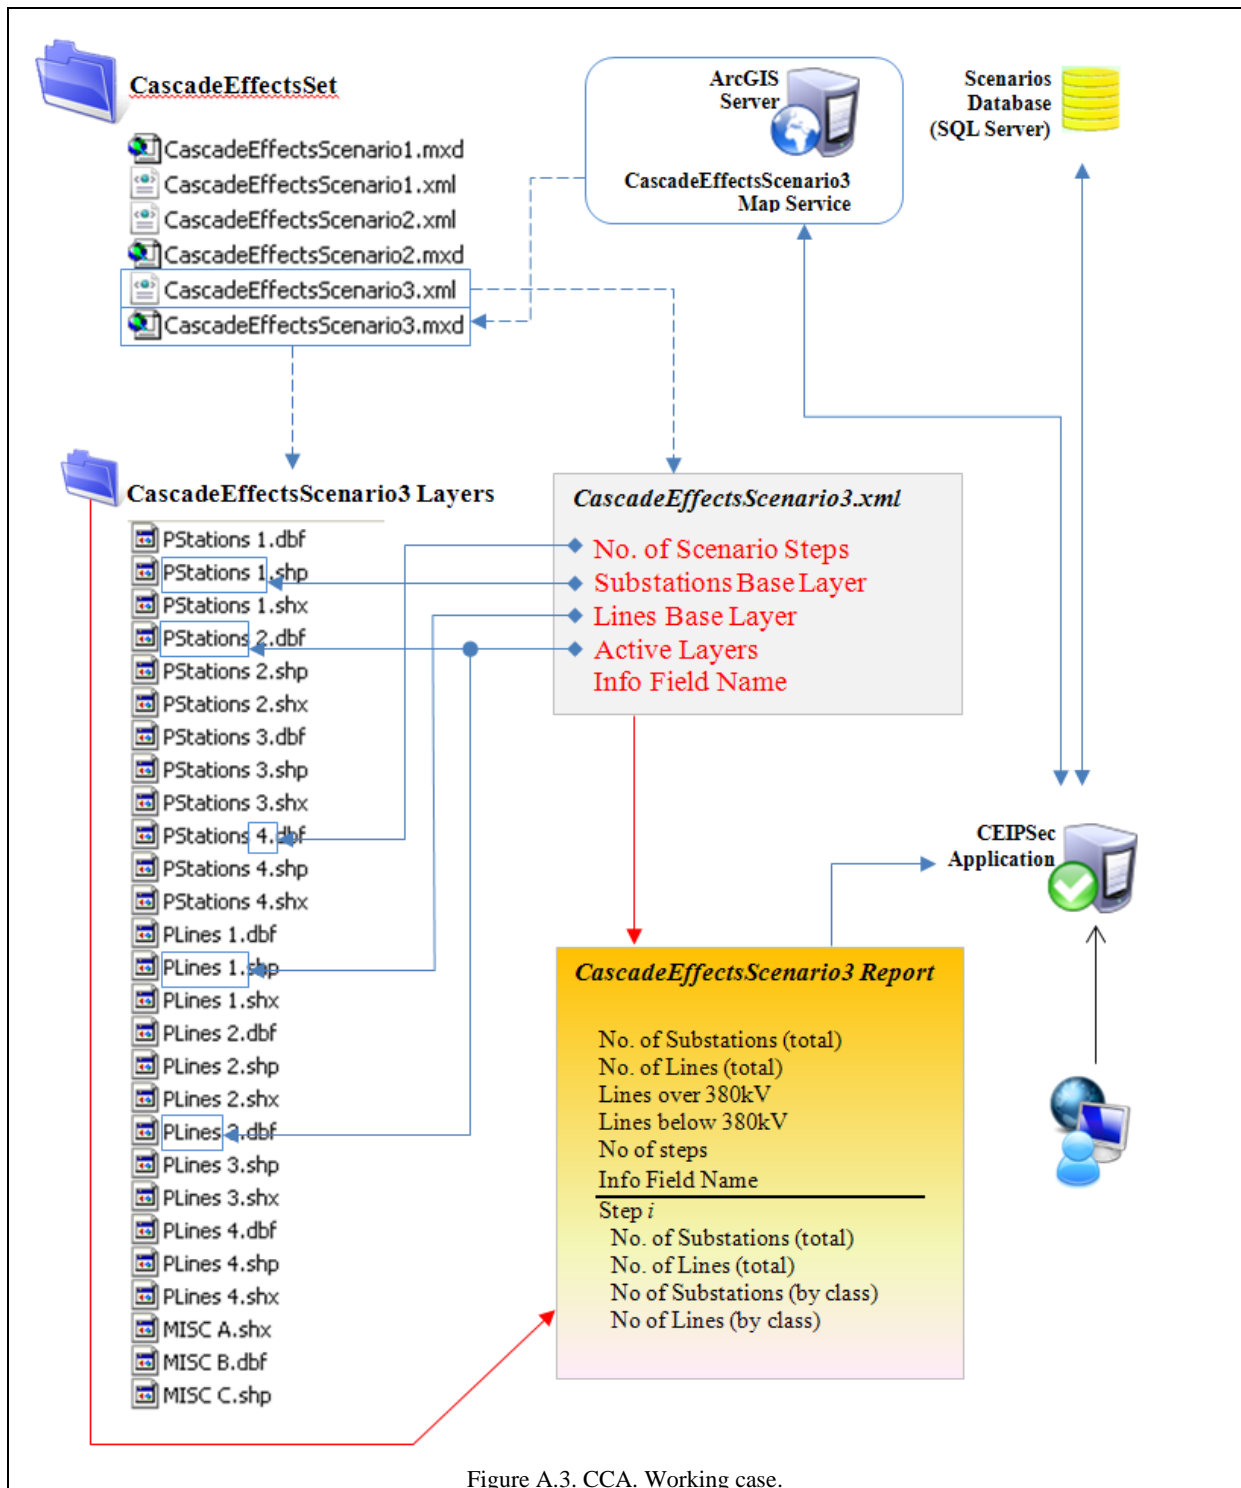 CascadeEffectsSet
CascadeEffectsScenario1.mxd
CascadeEffectsScenario1.xml
CascadeEffectsScenario2.xml
CascadeEffectsScenario2.mxd
CascadeEffectsScenario3.xml
CascadeEffectsScenario3.mxd
ArcGIS
Server
CascadeEffectsScenario3
Map Service
Scenarios
Database
(SQL Server)
CascadeEffectsScenario3 Layers
PStations 1.dbf
PStations 1.shp
PStations 1.shx
PStations 2.dbf
PStations 2.shp
PStations 2.shx
PStations 3.dbf
PStations 3.shp
PStations 3.shx
PStations 4.dbf
PStations 4.shp
PStations 4.shx
PLines 1.dbf
PLines 1.shp
PLines 1.shx
PLines 2.dbf
PLines 2.shp
PLines 2.shx
PLines 3.dbf
PLines 3.shp
PLines 3.shx
PLines 4.dbf
PLines 4.shp
PLines 4.shx
MISC A.shx
MISC B.dbf
MISC C.shp
CascadeEffectsScenario3.xml
No. of Scenario Steps
Substations Base Layer
Lines Base Layer
Active Layers
Info Field Name
CEIPSec
Application
CascadeEffectsScenario3 Report
No. of Substations (total)
No. of Lines (total)
Lines over 380kV
Lines below 380kV
No of steps
Info Field Name
Step i
No. of Substations (total)
No. of Lines (total)
No of Substations (by class)
No of Lines (by class)
Figure A.3. CCA. Working case.